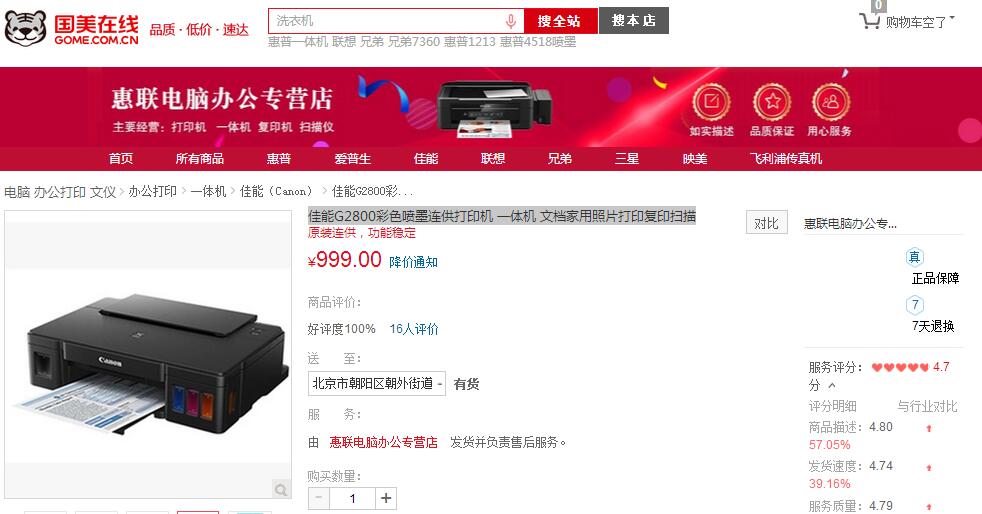 国美在线
GOME.COM.CN
品质·低价·速达
洗衣机
搜全站
搜本店
0
购物车空了
惠普一体机 联想 兄弟 兄弟7360 惠普1213 惠普4518喷墨
惠联电脑办公专营店
主要经营：打印机 一体机 复印机 扫描仪
如实描述 品质保证 用心服务
首页 所有商品 惠普 爱普生 佳能 联想 兄弟 三星 映美 飞利浦传真机
电脑 办公打印 文仪 > 办公打印 > 一体机 > 佳能（Canon） > 佳能G2800彩...
佳能G2800彩色喷墨连供打印机 一体机 文档家用照片打印复印扫描
原装连供，功能稳定
¥999.00 降价通知
商品评价：
好评度100% 16人评价
送 至：
北京市朝阳区朝外街道 有货
服 务：
由 惠联电脑办公专营店 发货并负责售后服务。
购买数量：
− 1 +
Canon
对比
惠联电脑办公专...
真
正品保障
7
7天退换
服务评分： 4.7
分
评分明细 与行业对比
商品描述： 4.80
57.05%
发货速度： 4.74
39.16%
服务质量： 4.79